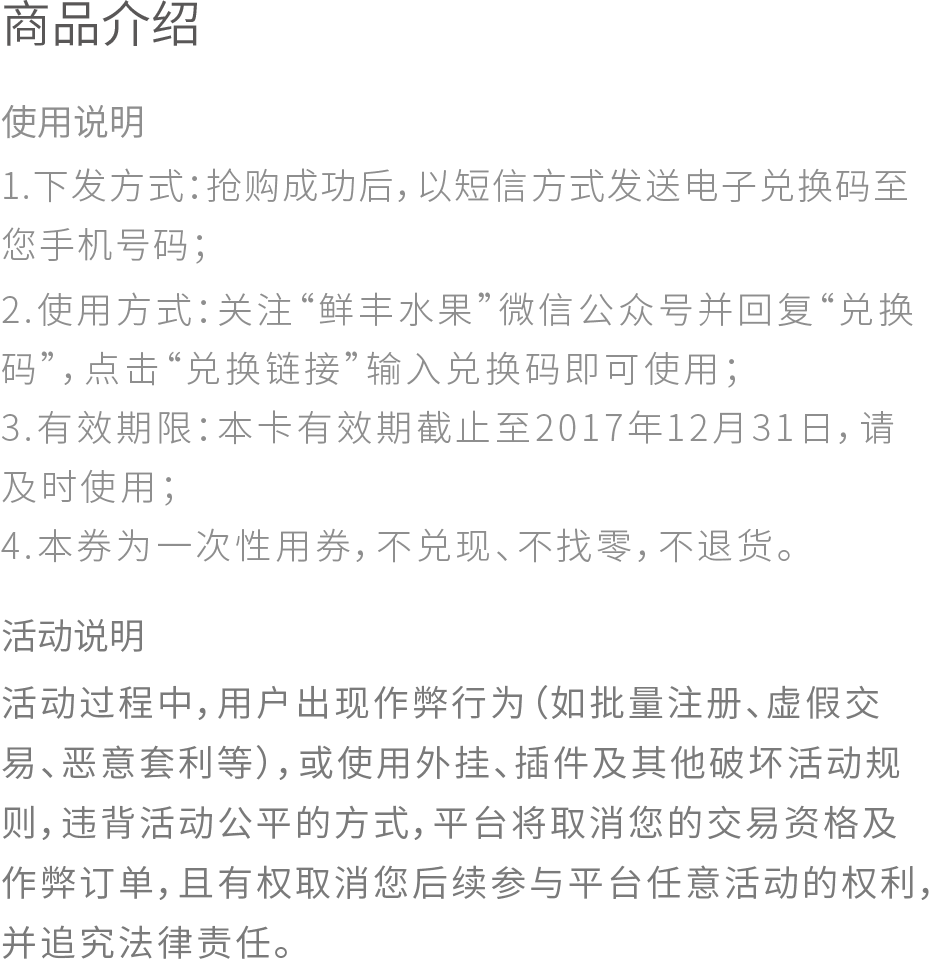 商品介绍
使用说明
1.下发方式：抢购成功后，以短信方式发送电子兑换码至
您手机号码；
2.使用方式：关注“鲜丰水果”微信公众号并回复“兑换
码”，点击“兑换链接”输入兑换码即可使用；
3.有效期限：本卡有效期截止至2017年12月31日，请
及时使用；
4.本券为一次性用券，不兑现、不找零，不退货。
活动说明
活动过程中，用户出现作弊行为（如批量注册、虚假交
易、恶意套利等），或使用外挂、插件及其他破坏活动规
则，违背活动公平的方式，平台将取消您的交易资格及
作弊订单，且有权取消您后续参与平台任意活动的权利，
并追究法律责任。